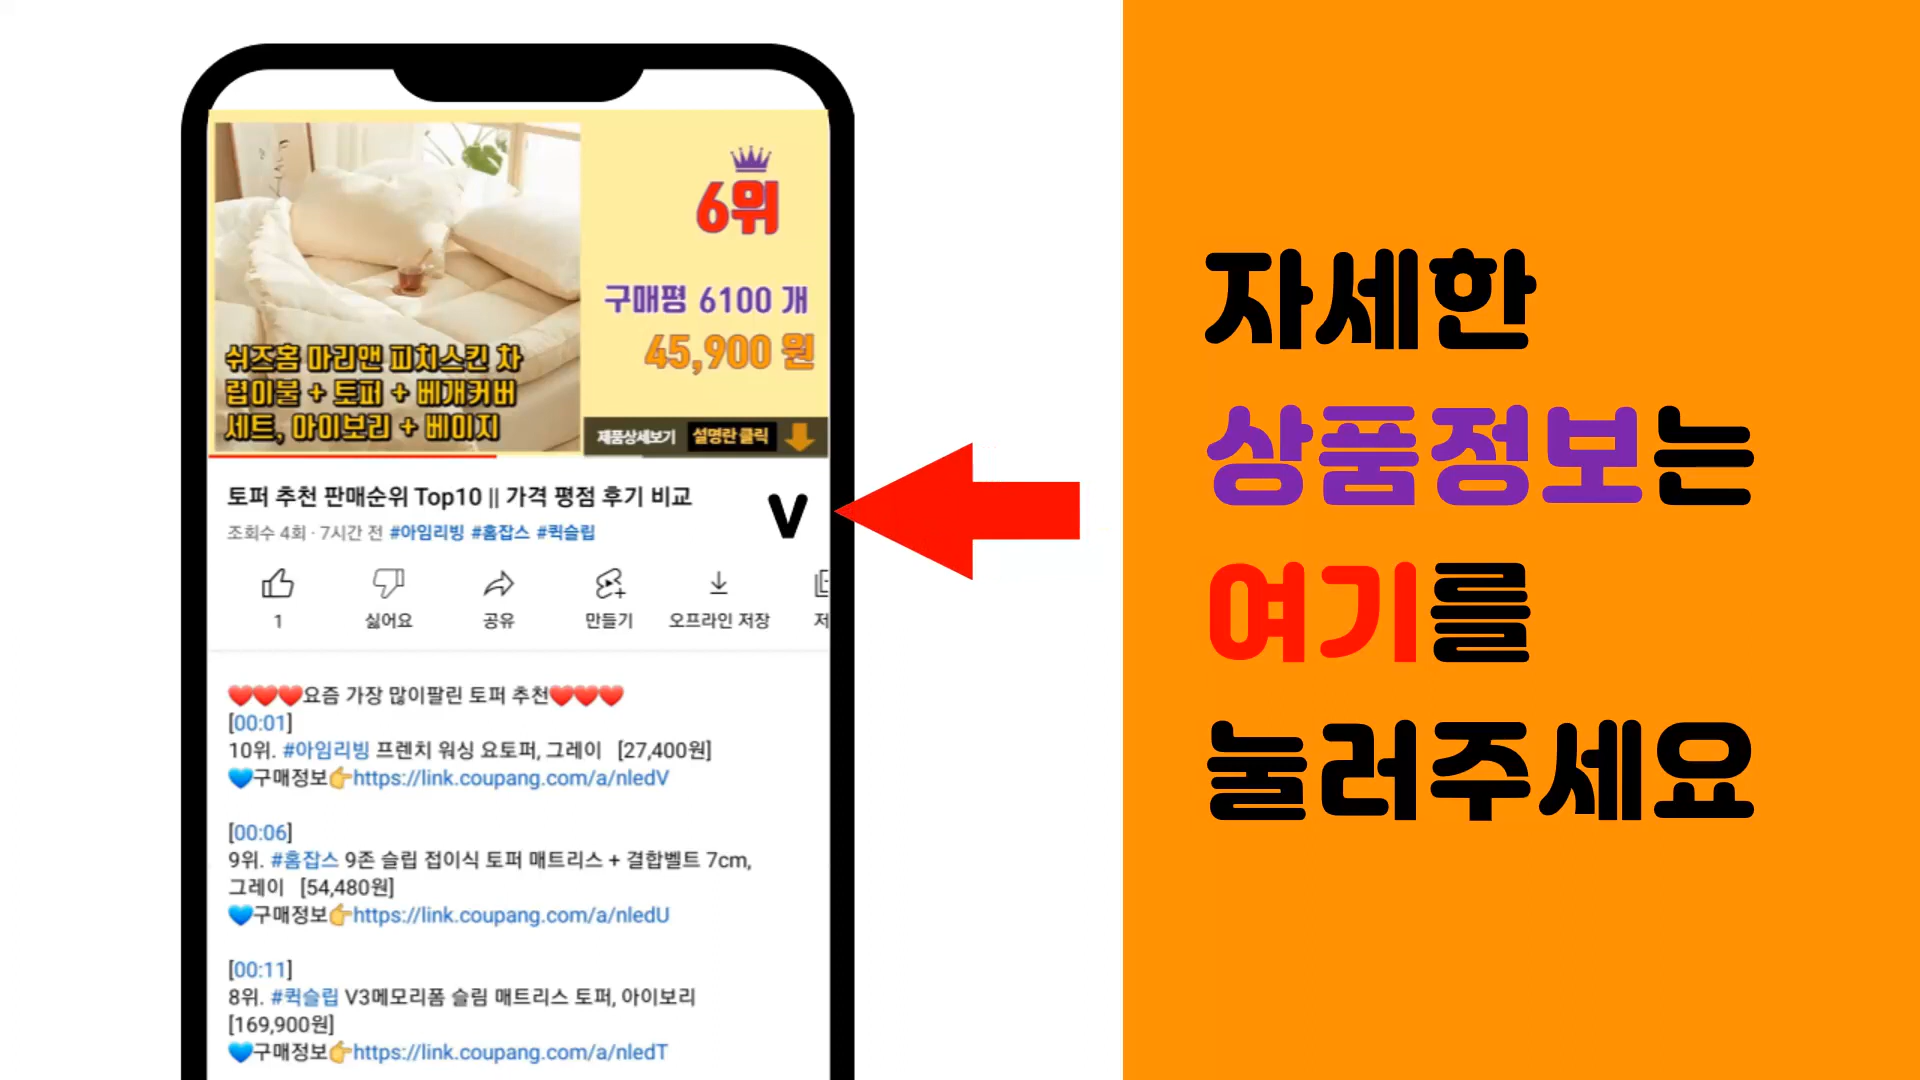 6위
구매평 6100 개
45,900 원
쉬즈홈 마리앤 피치스킨 차
렵이불 + 토퍼 + 베개커버
세트, 아이보리 + 베이지
제품상세보기 설명란 클릭
토퍼 추천 판매순위 Top10 || 가격 평점 후기 비교
V
조회수 4회 · 7시간 전 #아임리빙 #홈잡스 #퀵슬립
1 싫어요 공유 만들기 오프라인 저장 저
❤️❤️❤️요즘 가장 많이팔린 토퍼 추천❤️❤️❤️
[00:01]
10위. #아임리빙 프렌치 워싱 요토퍼, 그레이 [27,400원]
💙구매정보👉https://link.coupang.com/a/nledV
[00:06]
9위. #홈잡스 9존 슬립 접이식 토퍼 매트리스 + 결합벨트 7cm,
그레이 [54,480원]
💙구매정보👉https://link.coupang.com/a/nledU
[00:11]
8위. #퀵슬립 V3메모리폼 슬림 매트리스 토퍼, 아이보리
[169,900원]
💙구매정보👉https://link.coupang.com/a/nledT
자세한
상품정보는
여기를
눌러주세요